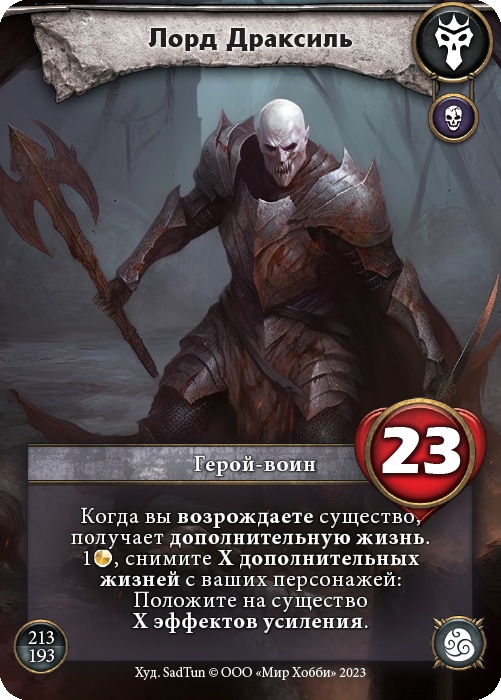 Лорд Драксиль
23
Герой-воин
Когда вы возрождаете существо,
получает дополнительную жизнь.
1, снимите X дополнительных
жизней с ваших персонажей:
Положите на существо
X эффектов усиления.
213
193
Худ. SadTun © ООО «Мир Хобби» 2023